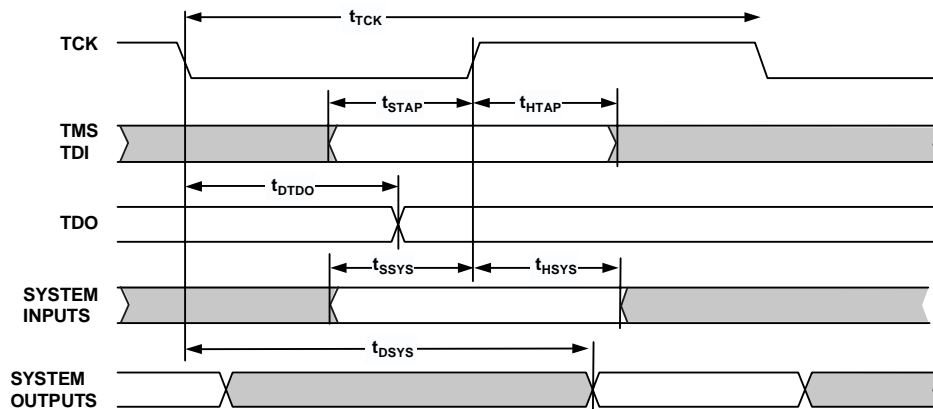 tTCK
TCK
tSTAP
tHTAP
TMS
TDI
tDTDO
TDO
tSSYS
tHSYS
SYSTEM
INPUTS
tDSYS
SYSTEM
OUTPUTS